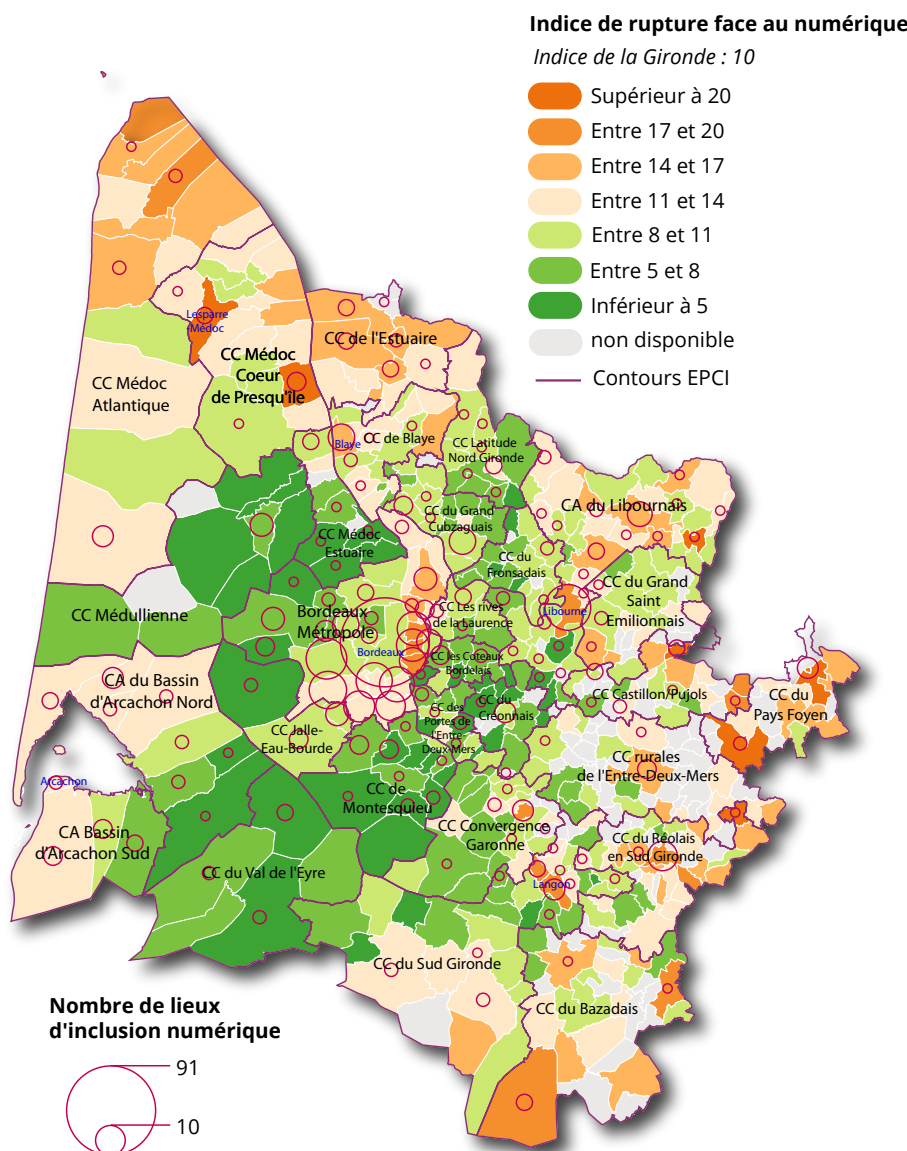 Indice de rupture face au numérique
Indice de la Gironde : 10
Supérieur à 20
Entre 17 et 20
Entre 14 et 17
Entre 11 et 14
Entre 8 et 11
Entre 5 et 8
Inférieur à 5
non disponible
Contours EPCI
Lesparre
Médoc
CC de l'Estuaire
CC Médoc
Coeur
de Presqu'île
CC Médoc
Atlantique
Blaye
CC de Blaye
CC Latitude
Nord Gironde
CA du Libournais
CC du Grand
Cubzaguais
CC Médoc
Estuaire
CC du
Fronsadais
CC du Grand
Saint
Emilionnais
CC Médullienne
Bordeaux
Métropole
CC Les rives
de la Laurence
Libourne
Bordeaux
CC les Coteaux
Bordelais
CA du Bassin
d'Arcachon Nord
CC Castillon/Pujols
CC du
Pays Foyen
CC du
Créonnais
CC des
Portes de
l'Entre
Deux-Mers
CC Jalle-
Eau-Bourde
CC rurales
de l'Entre-Deux-Mers
Arcachon
CC de
Montesquieu
CA Bassin
d'Arcachon Sud
CC Convergence
Garonne
CC du Réolais
en Sud Gironde
CC du Val de l'Eyre
Langon
CC du Sud Gironde
CC du Bazadais
Nombre de lieux
d'inclusion numérique
91
10